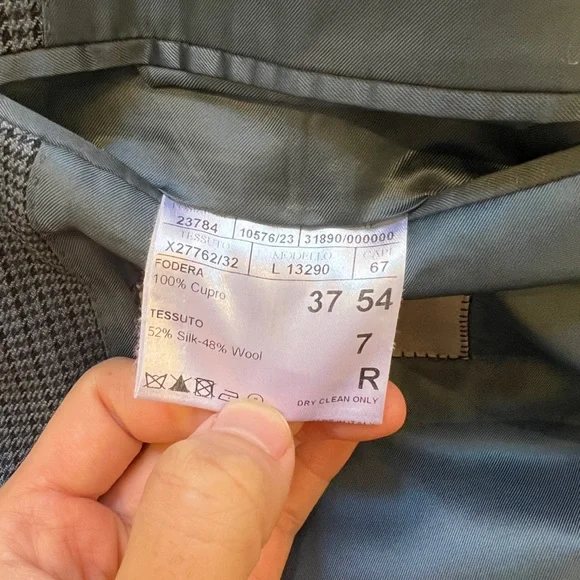 23784 10576/23 31890/000000
TESSUTO MODELLO CAPI
X27762/32 L 13290 67
FODERA
100% Cupro
37 54
TESSUTO
52% Silk-48% Wool
7
R
DRY CLEAN ONLY